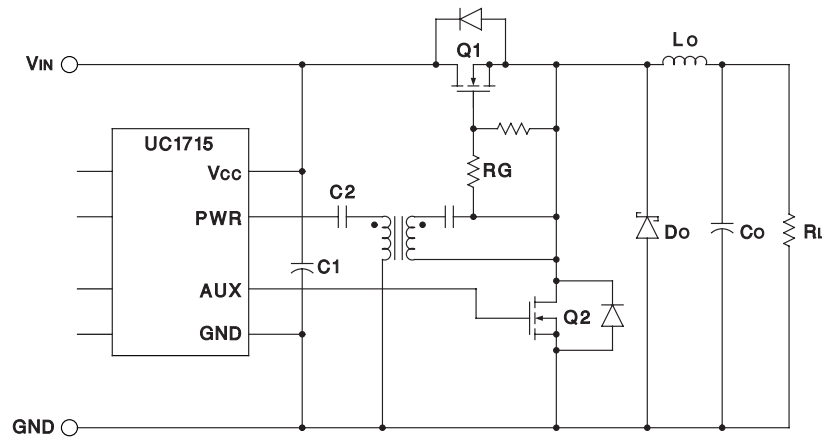 Q1
LO
VIN
UC1715
VCC
RG
C2
PWR
DO
CO
RL
C1
AUX
Q2
GND
GND